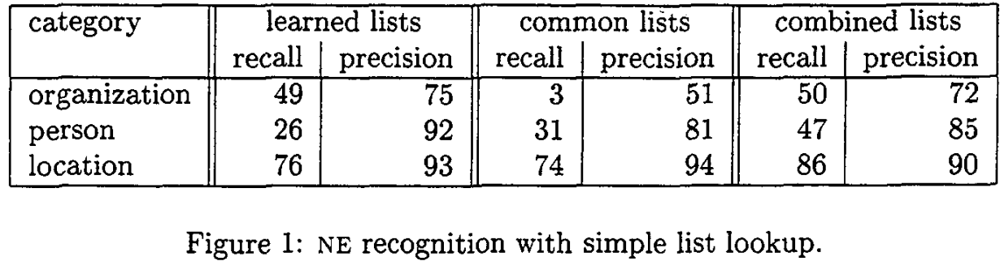 category learned lists common lists combined lists
recall precision recall precision recall precision
organization 49 75 3 51 50 72
person 26 92 31 81 47 85
location 76 93 74 94 86 90
Figure 1: NE recognition with simple list lookup.